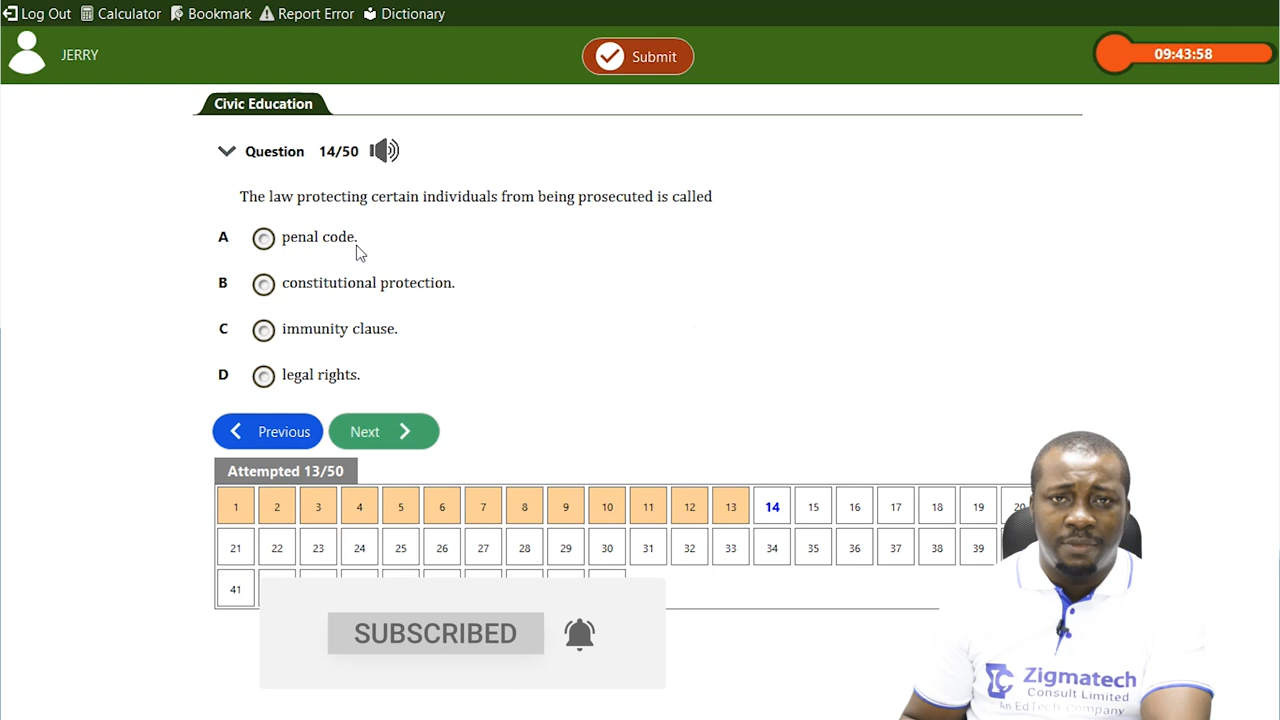 Log Out Calculator Bookmark Report Error Dictionary
JERRY
Submit
09:43:58
Civic Education
Question 14/50
The law protecting certain individuals from being prosecuted is called
A penal code.
B constitutional protection.
C immunity clause.
D legal rights.
Previous Next
Attempted 13/50
1 2 3 4 5 6 7 8 9 10 11 12 13 14 15 16 17 18 19 20
21 22 23 24 25 26 27 28 29 30 31 32 33 34 35 36 37 38 39
41
SUBSCRIBED
Zigmatech
Consult Limited
An EdTech Company